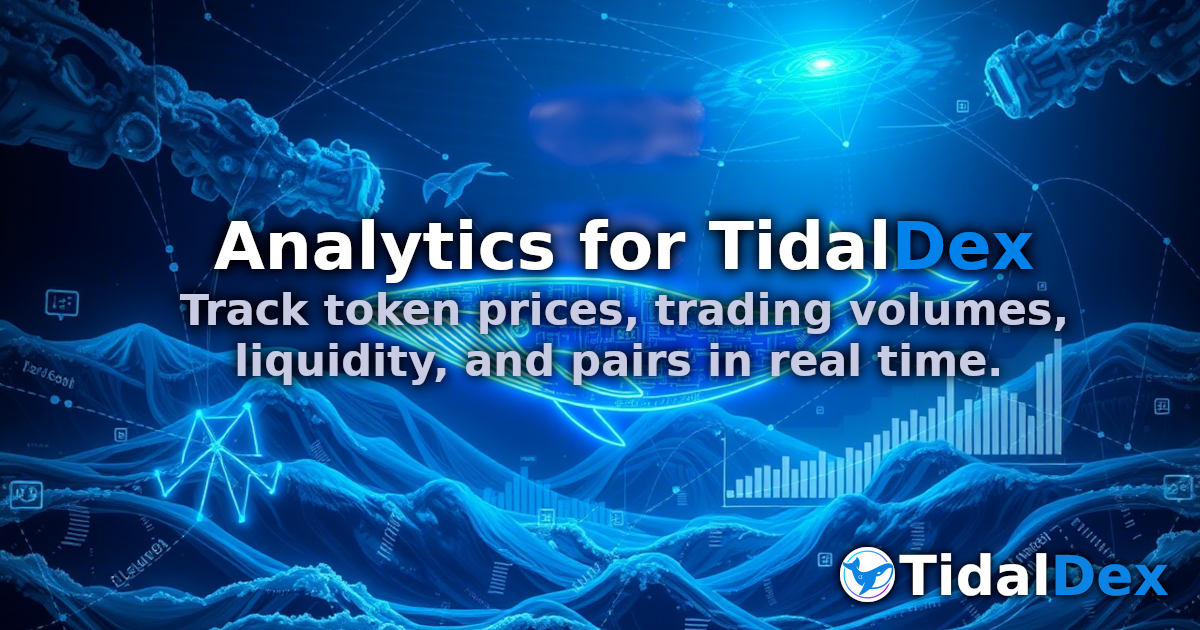 Analytics for TidalDex
Track token prices, trading volumes,
liquidity, and pairs in real time.
TidalDex